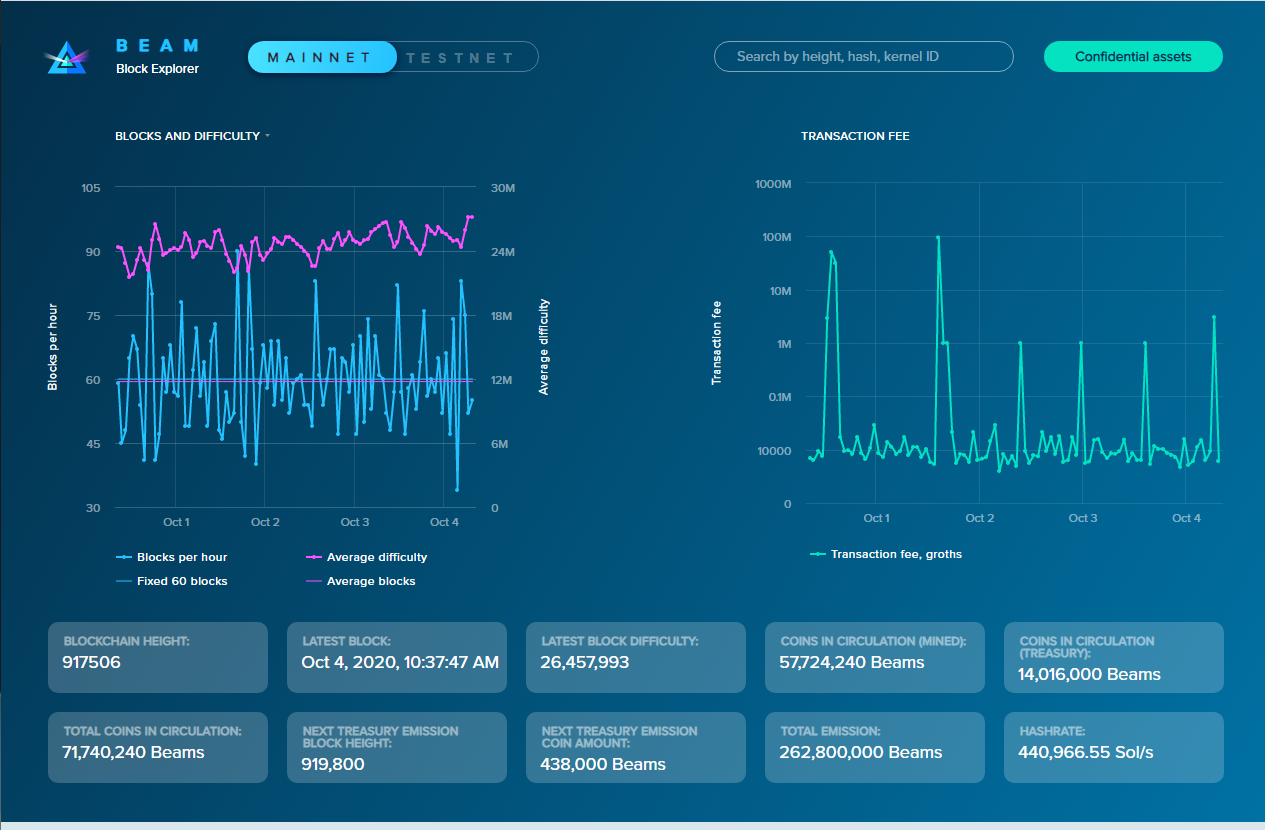 BEAM
Block Explorer
MAINNET
TESTNET
Search by height, hash, kernel ID
Confidential assets
BLOCKS AND DIFFICULTY
105
90
75
60
45
30
Blocks per hour
30M
24M
18M
12M
6M
0
Average difficulty
Oct 1
Oct 2
Oct 3
Oct 4
Blocks per hour
Average difficulty
Fixed 60 blocks
Average blocks
TRANSACTION FEE
1000M
100M
10M
1M
0.1M
10000
0
Transaction fee
Oct 1
Oct 2
Oct 3
Oct 4
Transaction fee, groths
BLOCKCHAIN HEIGHT:
917506
LATEST BLOCK:
Oct 4, 2020, 10:37:47 AM
LATEST BLOCK DIFFICULTY:
26,457,993
COINS IN CIRCULATION (MINED):
57,724,240 Beams
COINS IN CIRCULATION
(TREASURY):
14,016,000 Beams
TOTAL COINS IN CIRCULATION:
71,740,240 Beams
NEXT TREASURY EMISSION
BLOCK HEIGHT:
919,800
NEXT TREASURY EMISSION
COIN AMOUNT:
438,000 Beams
TOTAL EMISSION:
262,800,000 Beams
HASHRATE:
440,966.55 Sol/s